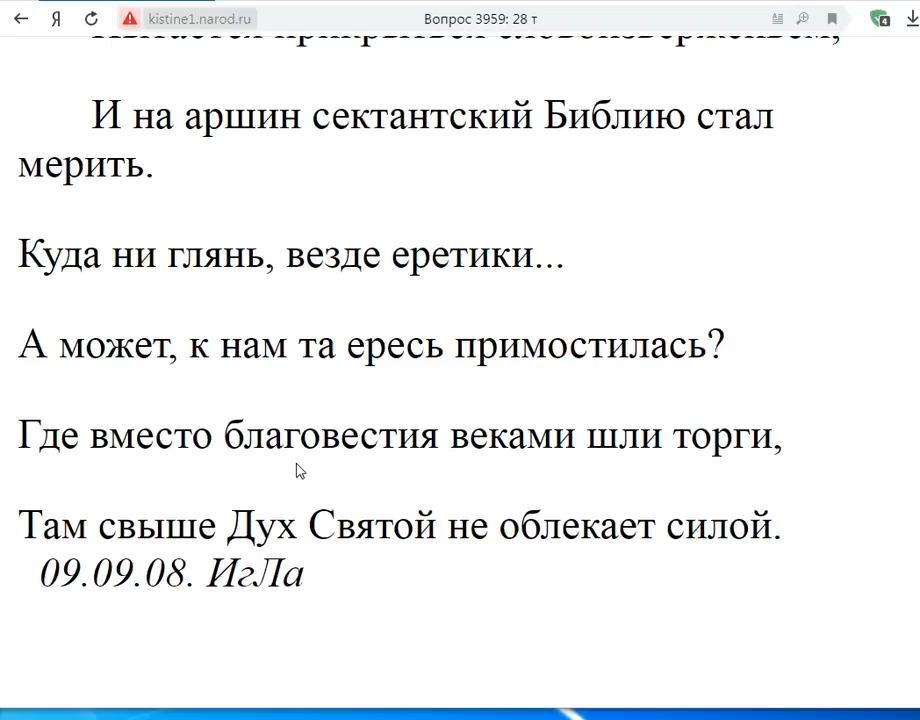 kistine1.narod.ru
Вопрос 3959: 28 т
4
И на аршин сектантский Библию стал
мерить.
Куда ни глянь, везде еретики...
А может, к нам та ересь примостилась?
Где вместо благовестия веками шли торги,
Там свыше Дух Святой не облекает силой.
09.09.08. ИгЛа